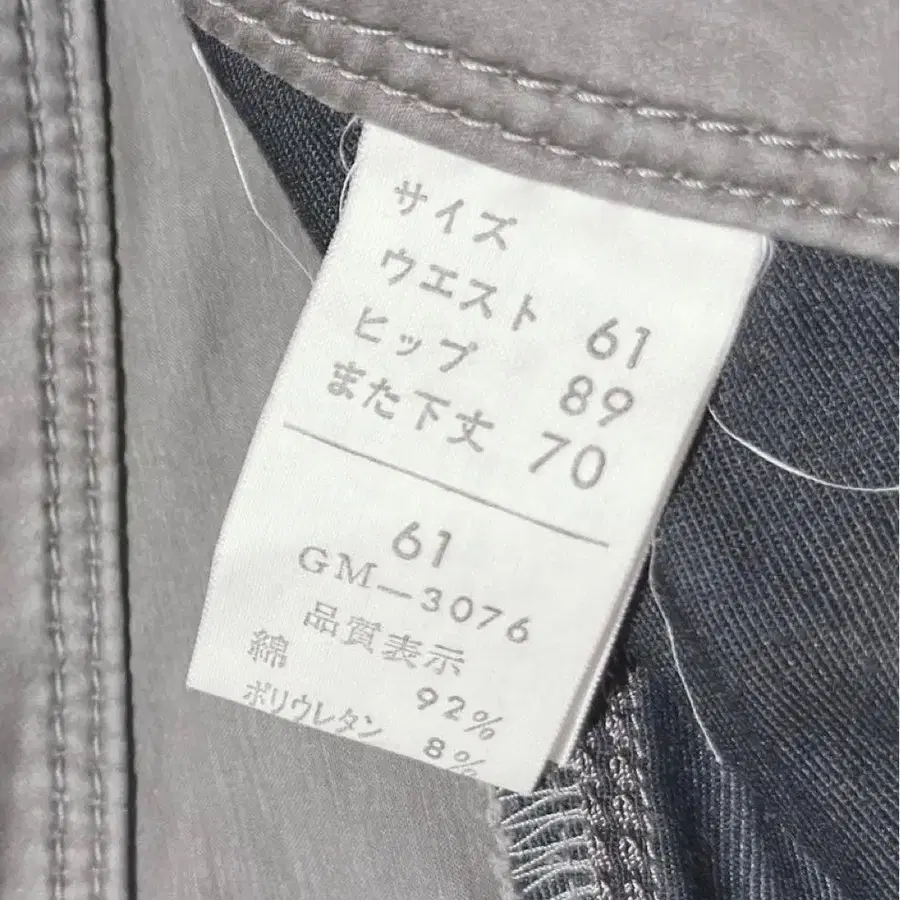 サイズ
ウエスト 61
ヒップ 89
また下丈 70
61
GM—3076
品質表示
綿 92%
ポリウレタン 8%